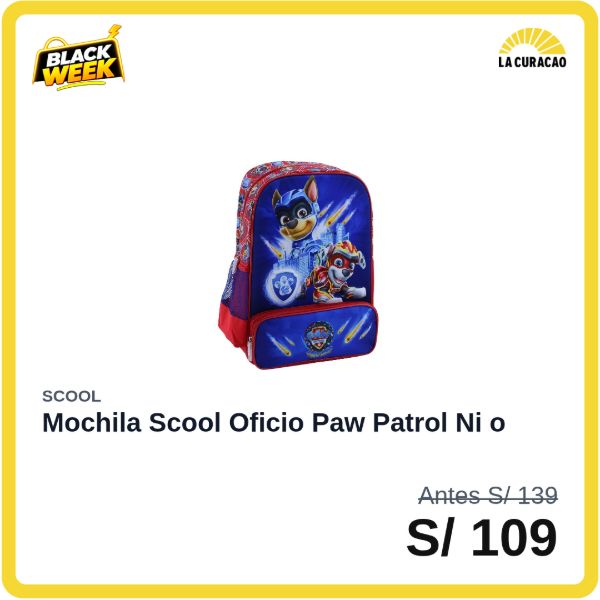 BLACK
WEEK
LA CURACAO
SCOOL
Mochila Scool Oficio Paw Patrol Ni o
Antes S/ 139
S/ 109